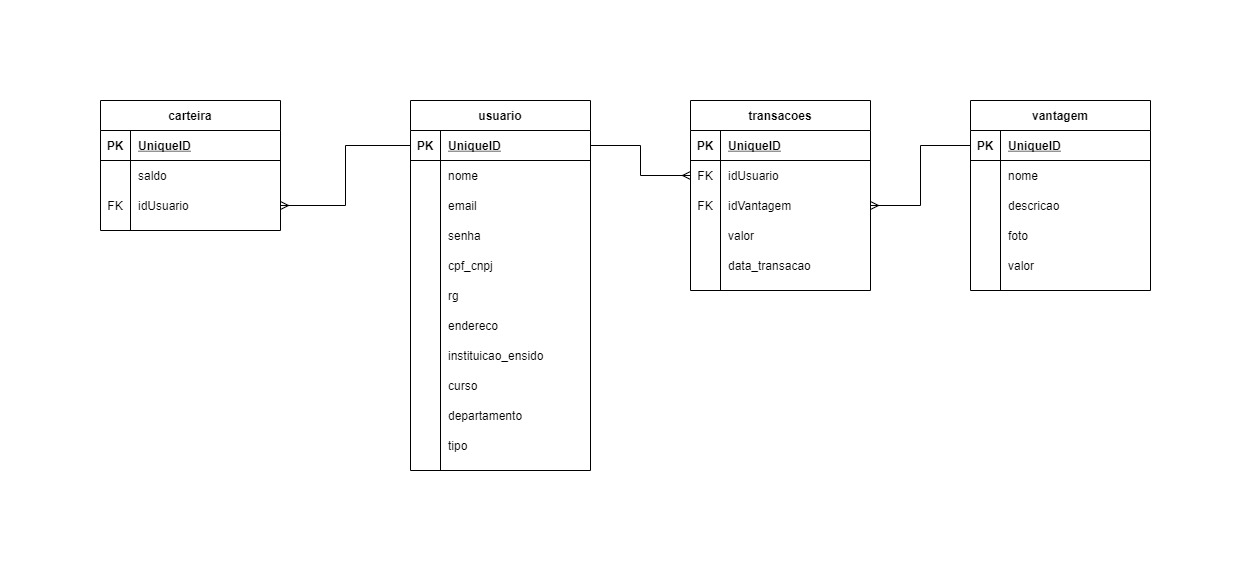 carteira
PK UniqueID
saldo
FK idUsuario
usuario
PK UniqueID
nome
email
senha
cpf_cnpj
rg
endereco
instituicao_ensido
curso
departamento
tipo
transacoes
PK UniqueID
FK idUsuario
FK idVantagem
valor
data_transacao
vantagem
PK UniqueID
nome
descricao
foto
valor